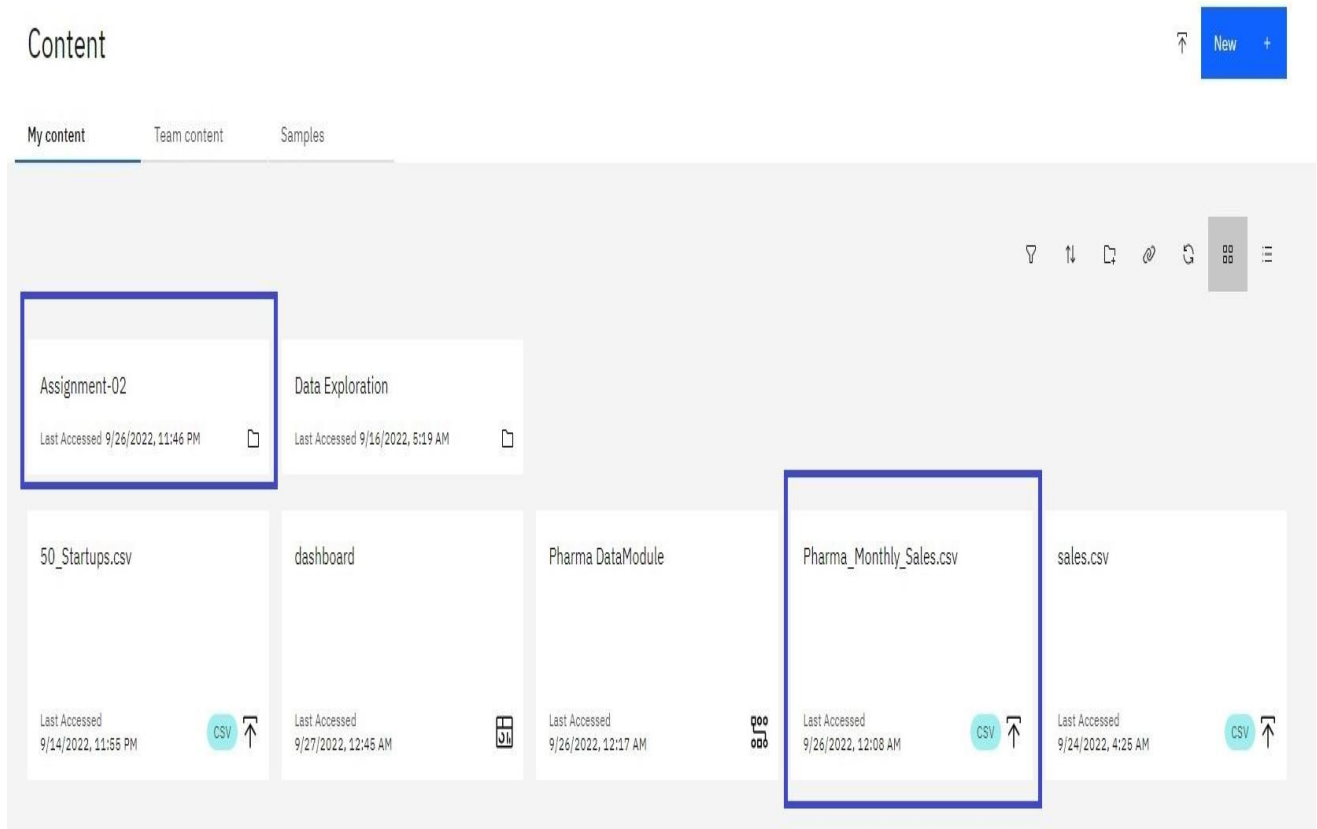 Content
New +
My content
Team content
Samples
Assignment-02
Last Accessed 9/26/2022, 11:46 PM
Data Exploration
Last Accessed 9/16/2022, 5:19 AM
50_Startups.csv
Last Accessed
9/14/2022, 11:55 PM
CSV
dashboard
Last Accessed
9/27/2022, 12:45 AM
Pharma DataModule
Last Accessed
9/26/2022, 12:17 AM
Pharma_Monthly_Sales.csv
Last Accessed
9/26/2022, 12:08 AM
CSV
sales.csv
Last Accessed
9/24/2022, 4:25 AM
CSV